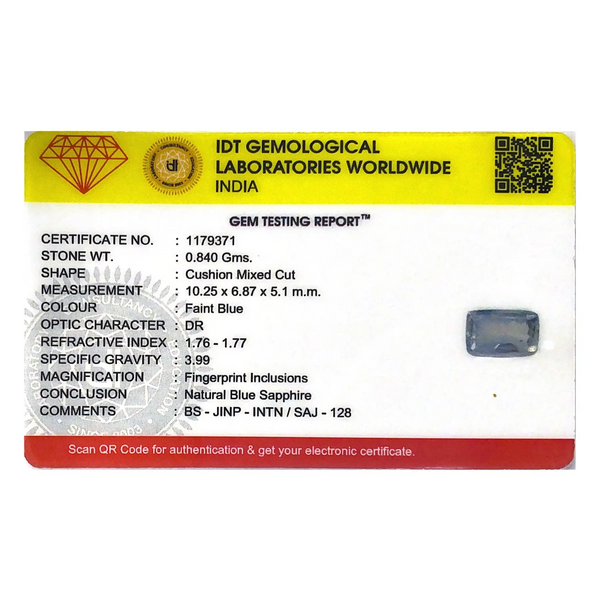 IDT GEMOLOGICAL
LABORATORIES WORLDWIDE
INDIA
GEM TESTING REPORT™
CERTIFICATE NO. : 1179371
STONE WT. : 0.840 Gms.
SHAPE : Cushion Mixed Cut
MEASUREMENT : 10.25 x 6.87 x 5.1 m.m.
COLOUR : Faint Blue
OPTIC CHARACTER : DR
REFRACTIVE INDEX : 1.76 - 1.77
SPECIFIC GRAVITY : 3.99
MAGNIFICATION : Fingerprint Inclusions
CONCLUSION : Natural Blue Sapphire
COMMENTS : BS - JINP - INTN / SAJ - 128
Scan QR Code for authentication & get your electronic certificate.